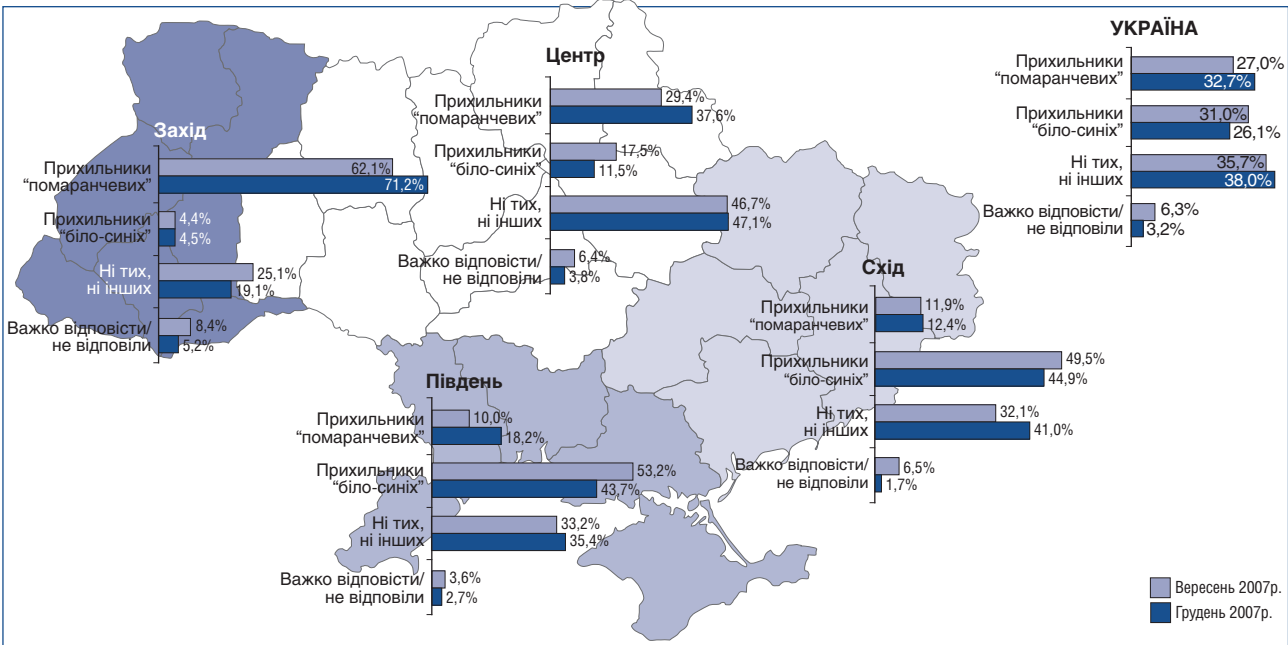 УКРАЇНА
Прихильники
“помаранчевих”
27,0%
32,7%
Прихильники
“біло-синіх”
31,0%
26,1%
Ні тих,
ні інших
35,7%
38,0%
Важко відповісти/
не відповіли
6,3%
3,2%
Центр
Прихильники
“помаранчевих”
29,4%
37,6%
Прихильники
“біло-синіх”
17,5%
11,5%
Ні тих,
ні інших
46,7%
47,1%
Важко відповісти/
не відповіли
6,4%
3,8%
Захід
Прихильники
“помаранчевих”
62,1%
71,2%
Прихильники
“біло-синіх”
4,4%
4,5%
Ні тих,
ні інших
25,1%
19,1%
Важко відповісти/
не відповіли
8,4%
5,2%
Схід
Прихильники
“помаранчевих”
11,9%
12,4%
Прихильники
“біло-синіх”
49,5%
44,9%
Ні тих,
ні інших
32,1%
41,0%
Важко відповісти/
не відповіли
6,5%
1,7%
Південь
Прихильники
“помаранчевих”
10,0%
18,2%
Прихильники
“біло-синіх”
53,2%
43,7%
Ні тих,
ні інших
33,2%
35,4%
Важко відповісти/
не відповіли
3,6%
2,7%
Вересень 2007р.
Грудень 2007р.